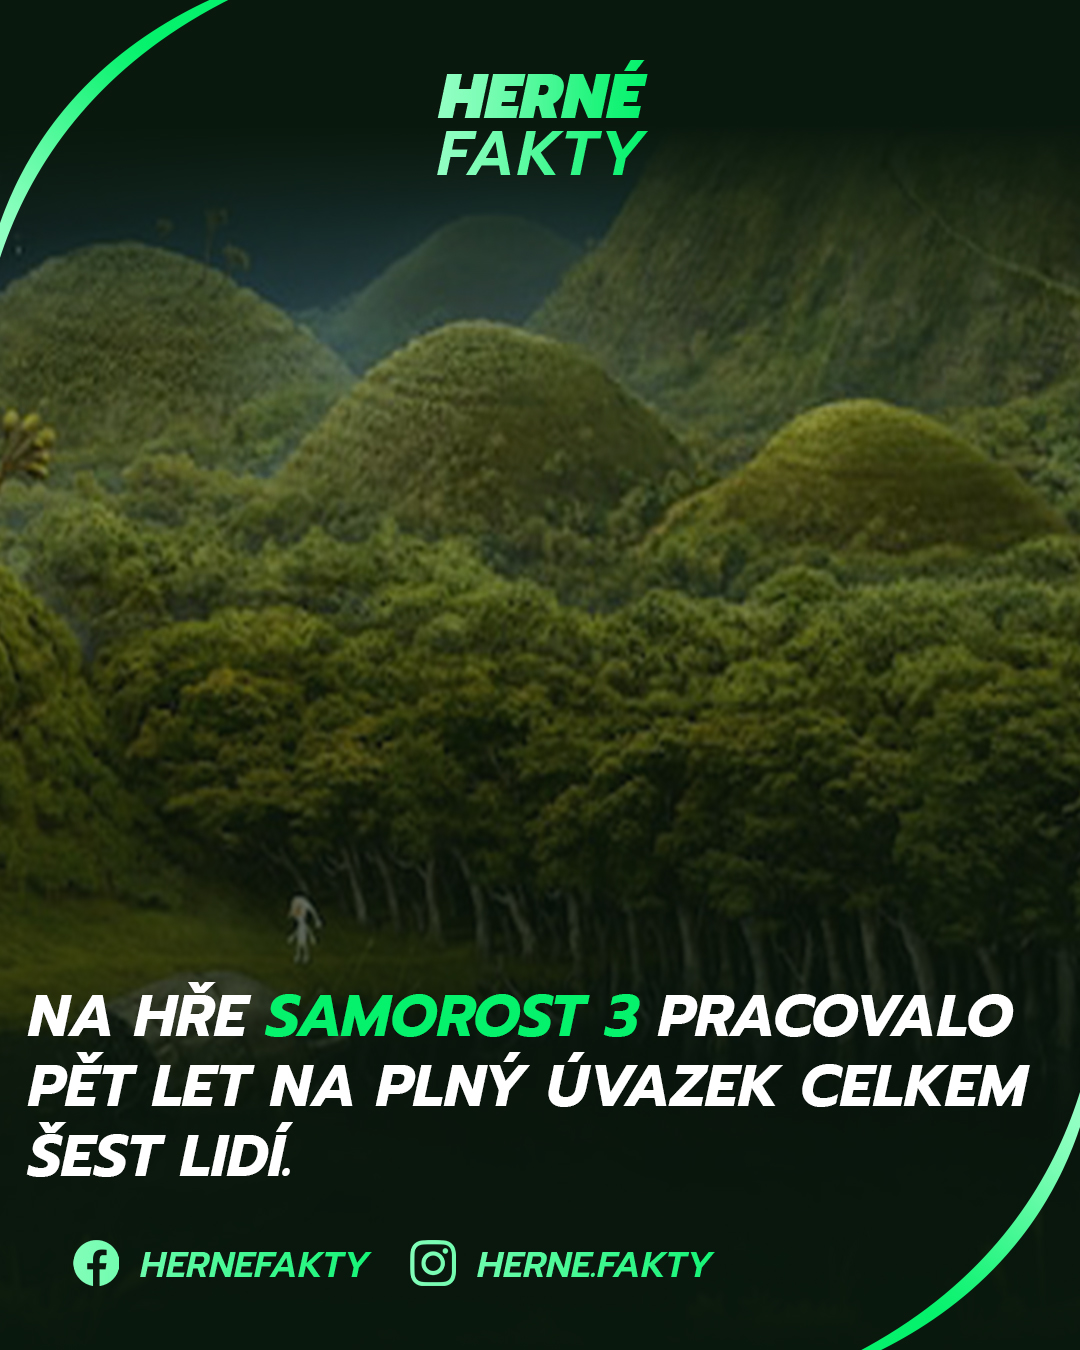 HERNÉ
FAKTY
NA HŘE SAMOROST 3 PRACOVALO
PĚT LET NA PLNÝ ÚVAZEK CELKEM
ŠEST LIDÍ.
HERNEFAKTY HERNE.FAKTY